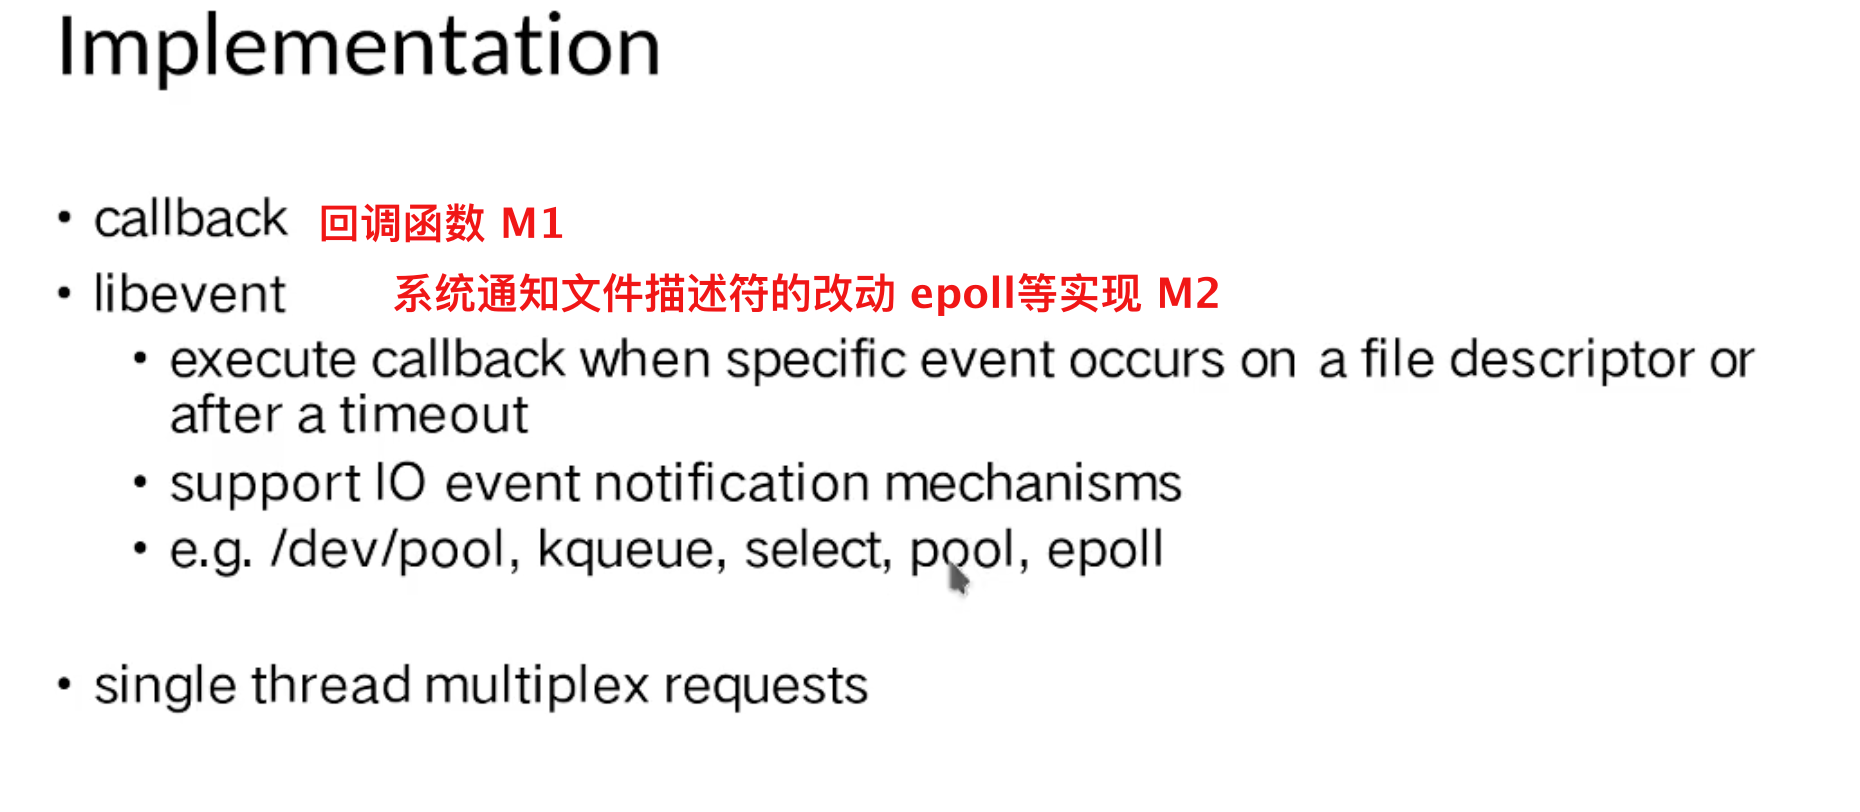 Implementation
• callback 回调函数 M1
• libevent 系统通知文件描述符的改动 epoll等实现 M2
• execute callback when specific event occurs on a file descriptor or
after a timeout
• support IO event notification mechanisms
• e.g. /dev/pool, kqueue, select, pool, epoll
• single thread multiplex requests